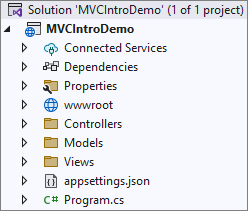 Solution 'MVCIntroDemo' (1 of 1 project)
MVCIntroDemo
Connected Services
Dependencies
Properties
wwwroot
Controllers
Models
Views
appsettings.json
C# Program.cs